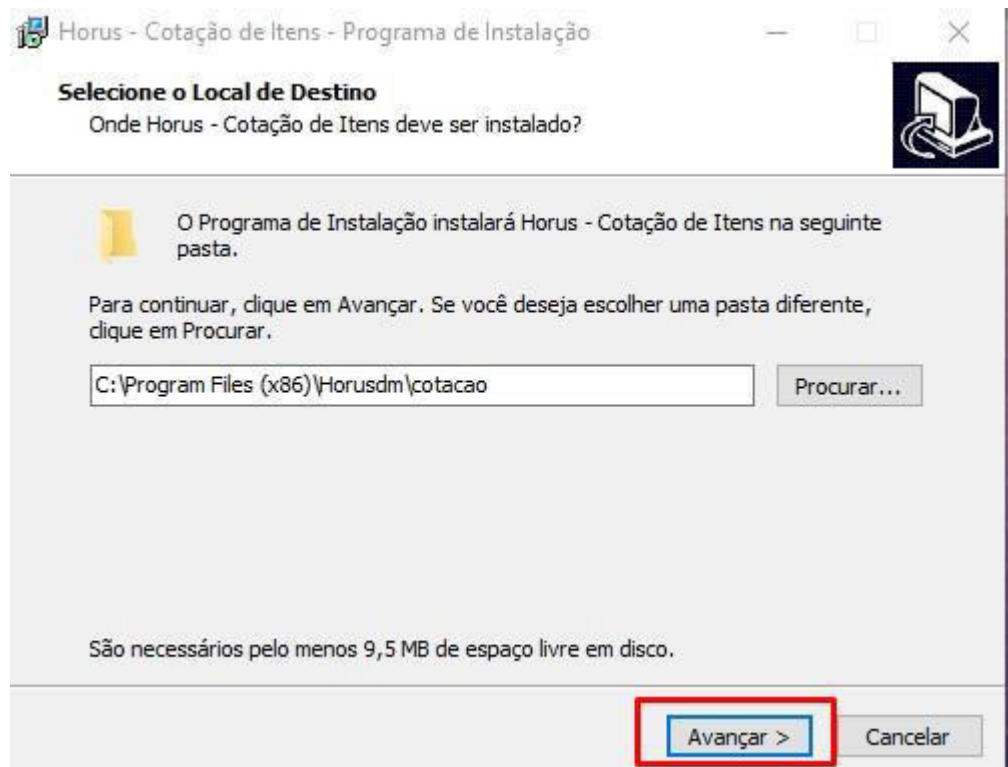 Horus - Cotação de Itens - Programa de Instalação
Selecione o Local de Destino
Onde Horus - Cotação de Itens deve ser instalado?
O Programa de Instalação instalará Horus - Cotação de Itens na seguinte
pasta.
Para continuar, clique em Avançar. Se você deseja escolher uma pasta diferente,
clique em Procurar.
C:\Program Files (x86)\Horusdm\cotacao
Procurar...
São necessários pelo menos 9,5 MB de espaço livre em disco.
Avançar >
Cancelar